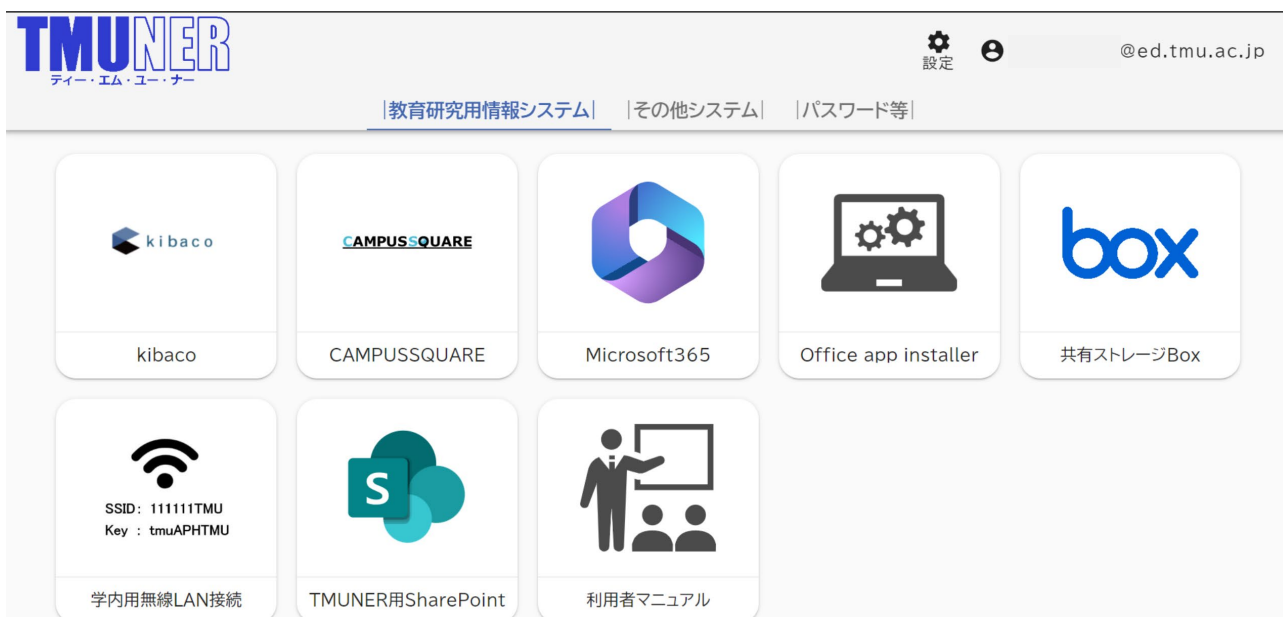 TMUNER
ティー・エム・ユー・ナー
設定
@ed.tmu.ac.jp
|教育研究用情報システム| |その他システム| |パスワード等|
kibaco
CAMPUSSQUARE
box
kibaco
CAMPUSSQUARE
Microsoft365
Office app installer
共有ストレージBox
SSID: 111111TMU
Key : tmuAPHTMU
S
学内用無線LAN接続
TMUNER用SharePoint
利用者マニュアル